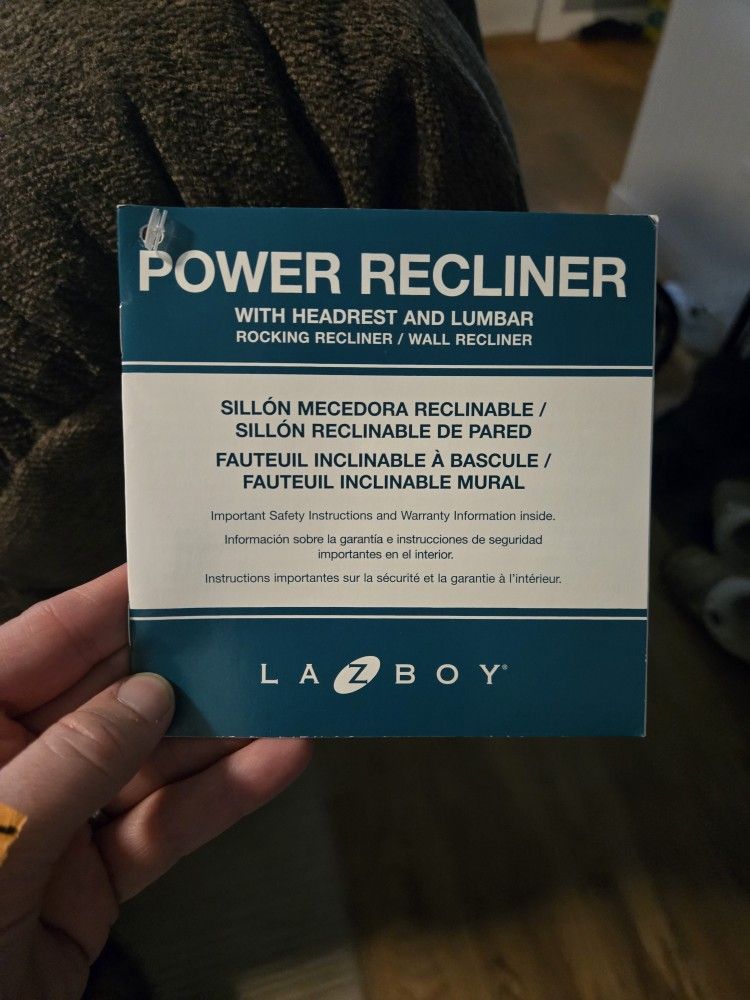 POWER RECLINER
WITH HEADREST AND LUMBAR
ROCKING RECLINER / WALL RECLINER
SILLÓN MECEDORA RECLINABLE /
SILLÓN RECLINABLE DE PARED
FAUTEUIL INCLINABLE À BASCULE /
FAUTEUIL INCLINABLE MURAL
Important Safety Instructions and Warranty Information inside.
Información sobre la garantía e instrucciones de seguridad
importantes en el interior.
Instructions importantes sur la sécurité et la garantie à l'intérieur.
LAZBOY®